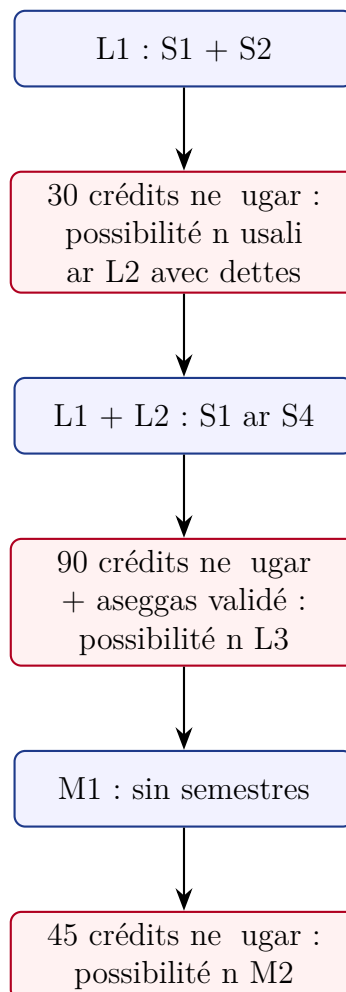 L1 : S1 + S2
30 crédits ne ugar :
possibilité n usali
ar L2 avec dettes
L1 + L2 : S1 ar S4
90 crédits ne ugar
+ aseggas validé :
possibilité n L3
M1 : sin semestres
45 crédits ne ugar :
possibilité n M2